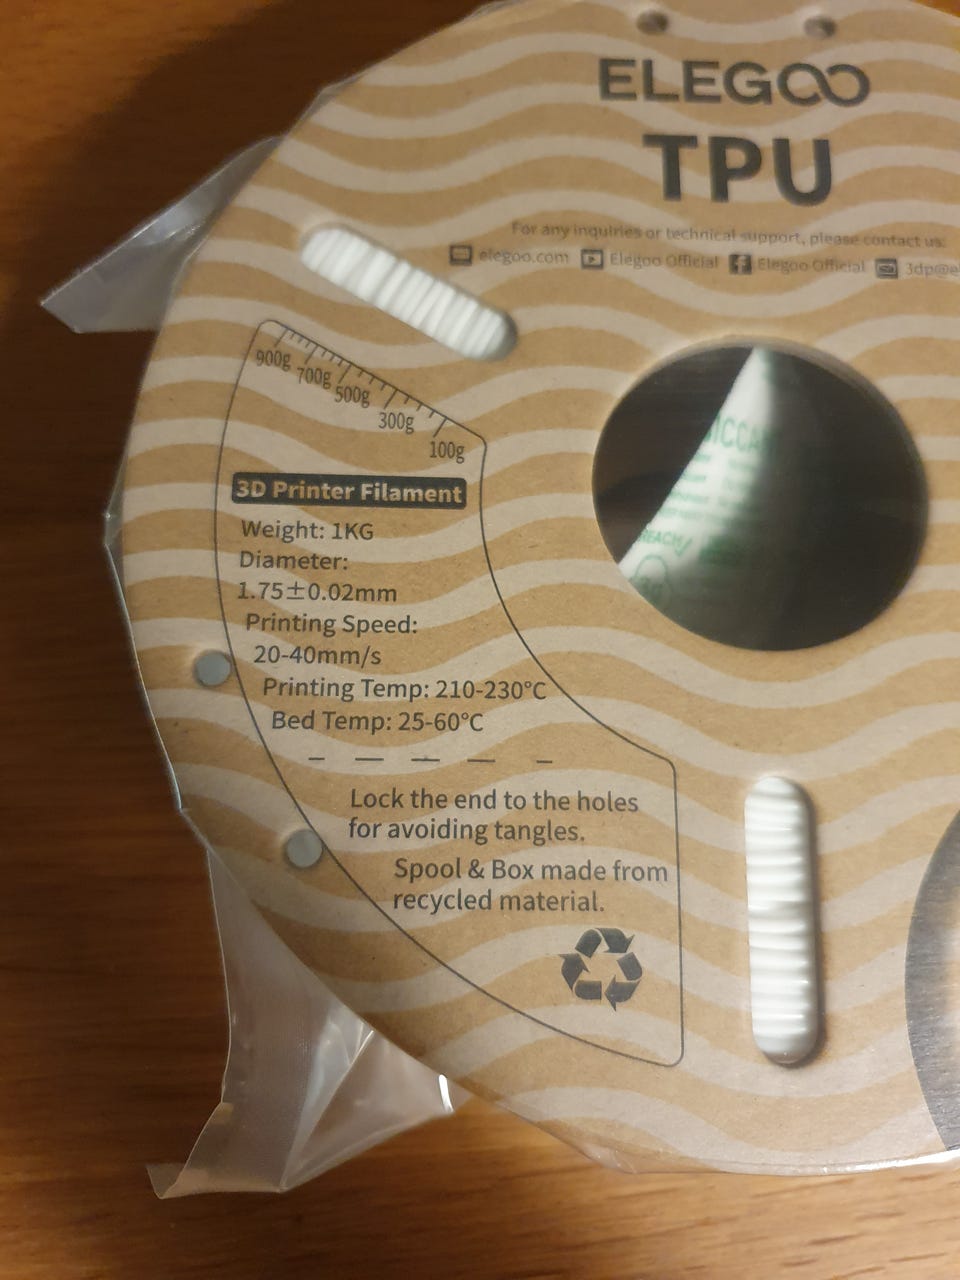 ELEGOO
TPU
For any inquiries or technical support, please contact us:
elegoo.com Elegoo Official Elegoo Official 3dp@e
900g 700g 500g 300g 100g
3D Printer Filament
Weight: 1KG
Diameter:
1.75±0.02mm
Printing Speed:
20-40mm/s
Printing Temp: 210-230℃
Bed Temp: 25-60℃
Lock the end to the holes
for avoiding tangles.
Spool & Box made from
recycled material.
REACH